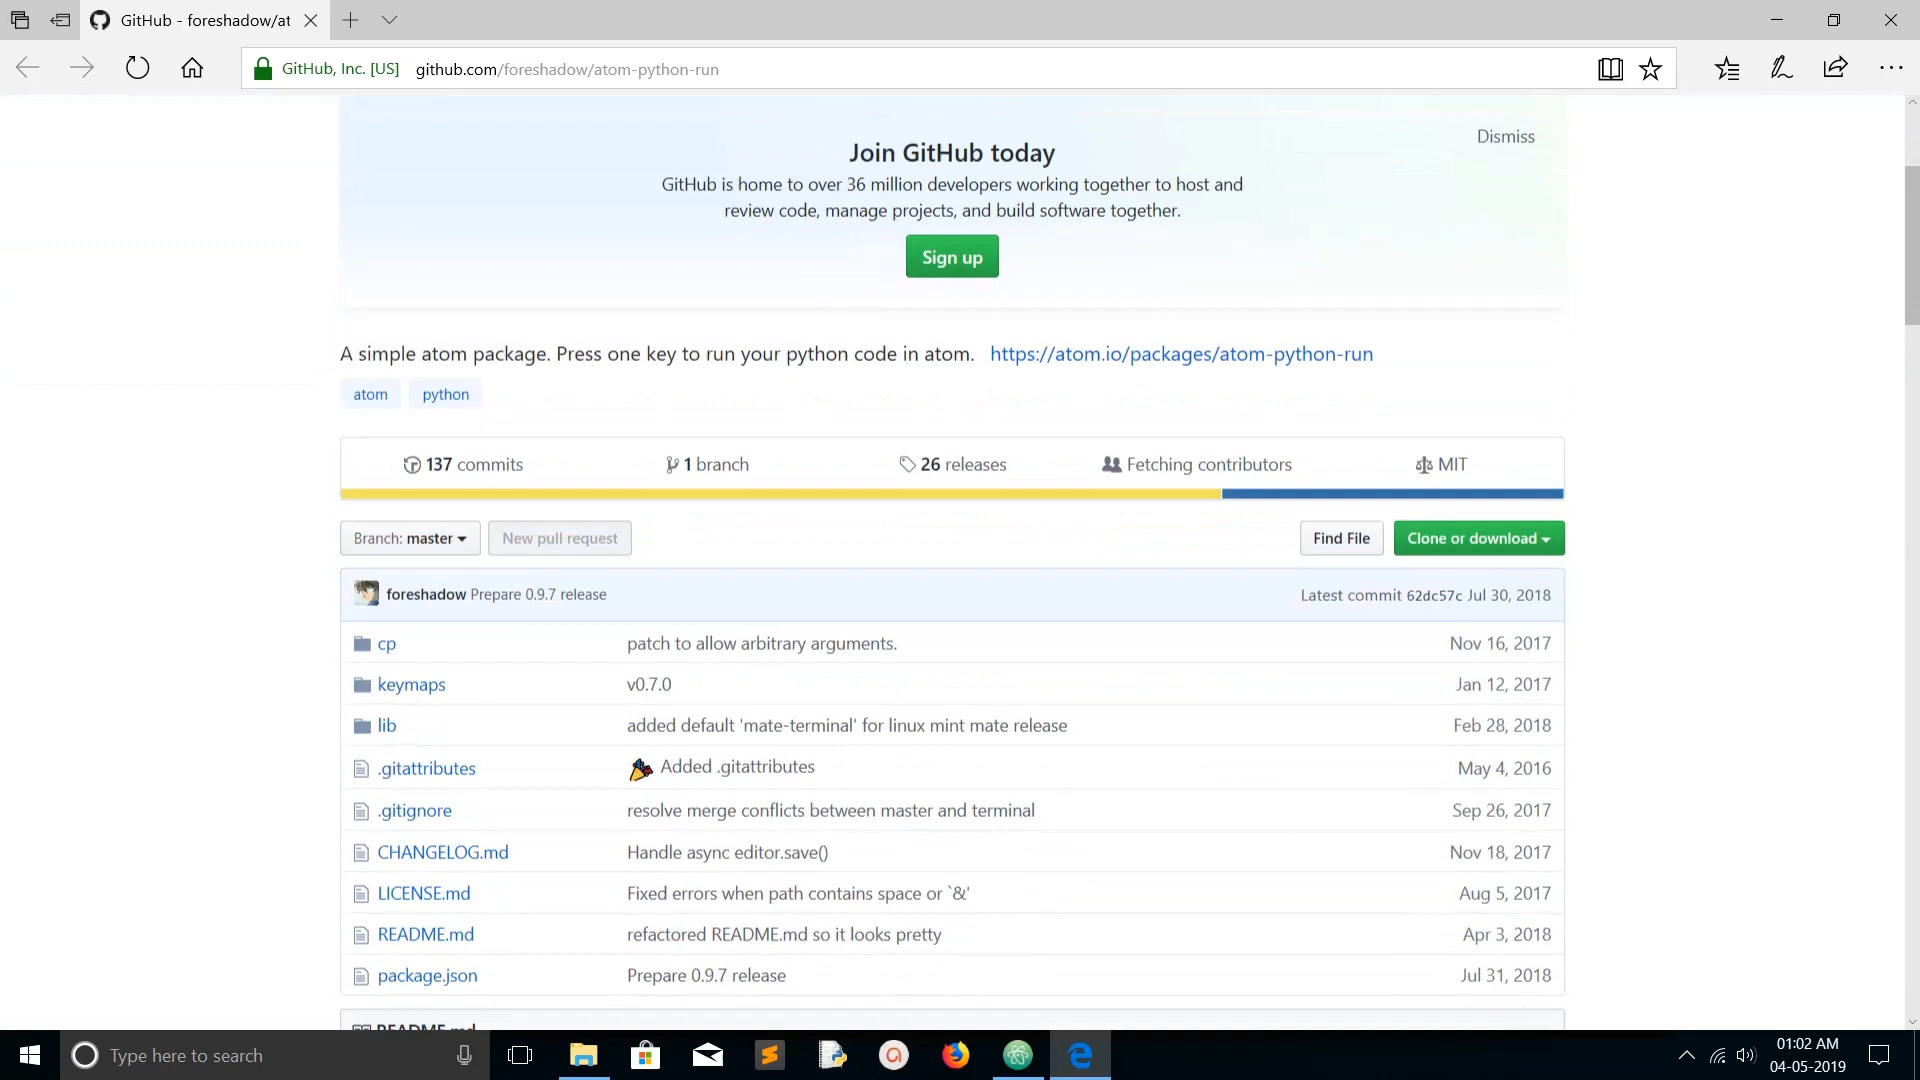 GitHub - foreshadow/at
GitHub, Inc. [US] github.com/foreshadow/atom-python-run
Dismiss
Join GitHub today
GitHub is home to over 36 million developers working together to host and
review code, manage projects, and build software together.
Sign up
A simple atom package. Press one key to run your python code in atom. https://atom.io/packages/atom-python-run
atom python
137 commits 1 branch 26 releases Fetching contributors MIT
Branch: master New pull request Find File Clone or download
foreshadow Prepare 0.9.7 release Latest commit 62dc57c Jul 30, 2018
cp patch to allow arbitrary arguments. Nov 16, 2017
keymaps v0.7.0 Jan 12, 2017
lib added default 'mate-terminal' for linux mint mate release Feb 28, 2018
.gitattributes Added .gitattributes May 4, 2016
.gitignore resolve merge conflicts between master and terminal Sep 26, 2017
CHANGELOG.md Handle async editor.save() Nov 18, 2017
LICENSE.md Fixed errors when path contains space or `&' Aug 5, 2017
README.md refactored README.md so it looks pretty Apr 3, 2018
package.json Prepare 0.9.7 release Jul 31, 2018
README.md
Type here to search
01:02 AM
04-05-2019